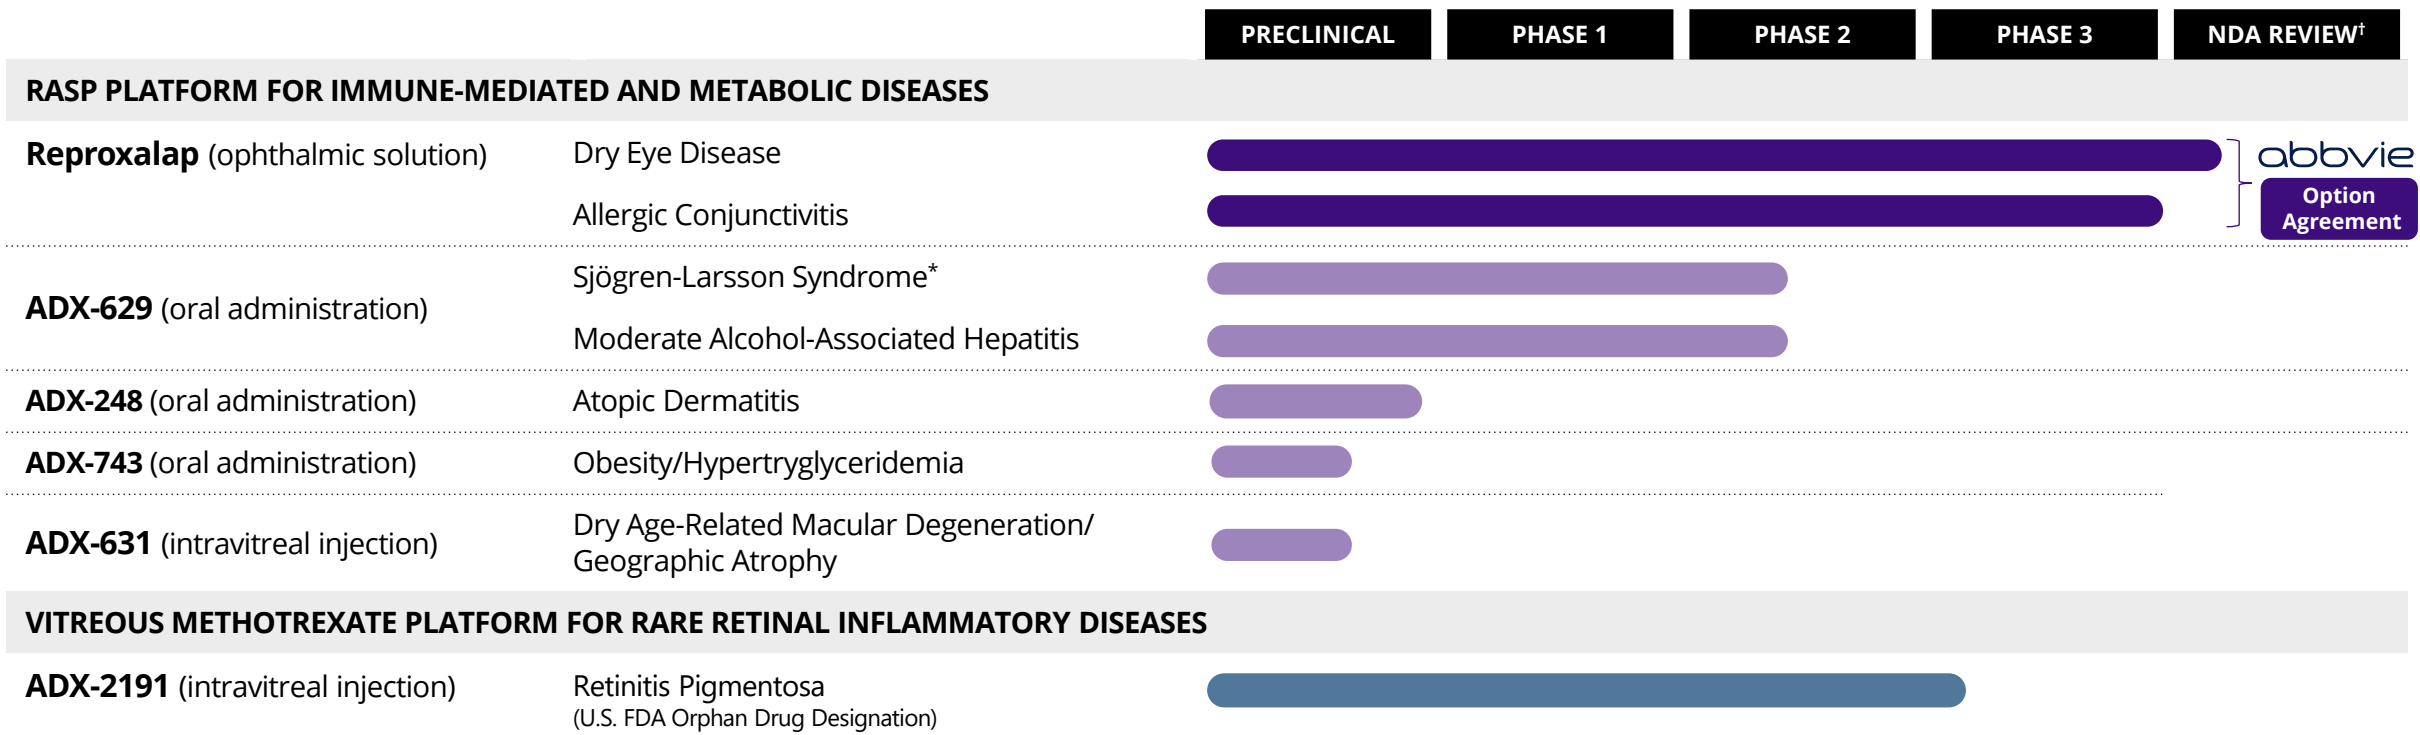 PRECLINICAL PHASE 1 PHASE 2 PHASE 3 NDA REVIEW†
RASP PLATFORM FOR IMMUNE-MEDIATED AND METABOLIC DISEASES
Reproxalap (ophthalmic solution) Dry Eye Disease abbvie
Option
Agreement
Allergic Conjunctivitis
Sjögren-Larsson Syndrome*
ADX-629 (oral administration)
Moderate Alcohol-Associated Hepatitis
ADX-248 (oral administration) Atopic Dermatitis
ADX-743 (oral administration) Obesity/Hypertryglyceridemia
ADX-631 (intravitreal injection) Dry Age-Related Macular Degeneration/
Geographic Atrophy
VITREOUS METHOTREXATE PLATFORM FOR RARE RETINAL INFLAMMATORY DISEASES
ADX-2191 (intravitreal injection) Retinitis Pigmentosa
(U.S. FDA Orphan Drug Designation)